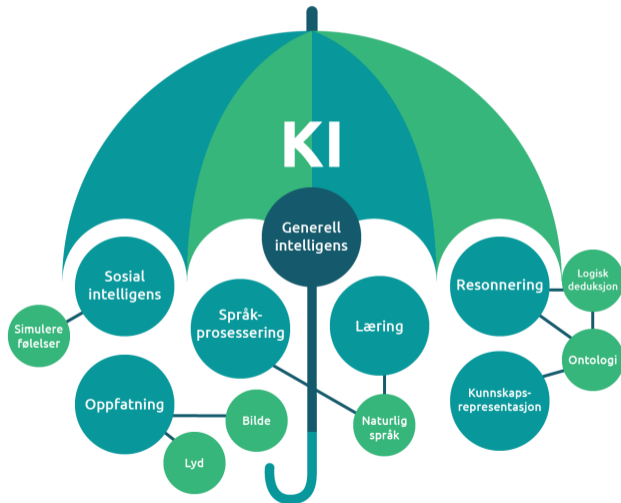 KI
Generell
intelligens
Sosial
intelligens
Simulere
følelser
Språk-
prosessering
Læring
Resonnering
Logisk
deduksjon
Ontologi
Kunnskaps-
representasjon
Oppfatning
Bilde
Lyd
Naturlig
språk